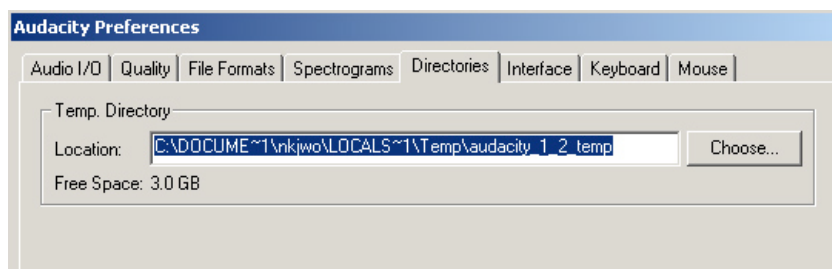 Audacity Preferences
Audio I/O Quality File Formats Spectrograms Directories Interface Keyboard Mouse
Temp. Directory
Location: C:\DOCUME~1\nkjwo\LOCALS~1\Temp\audacity_1_2_temp Choose...
Free Space: 3.0 GB